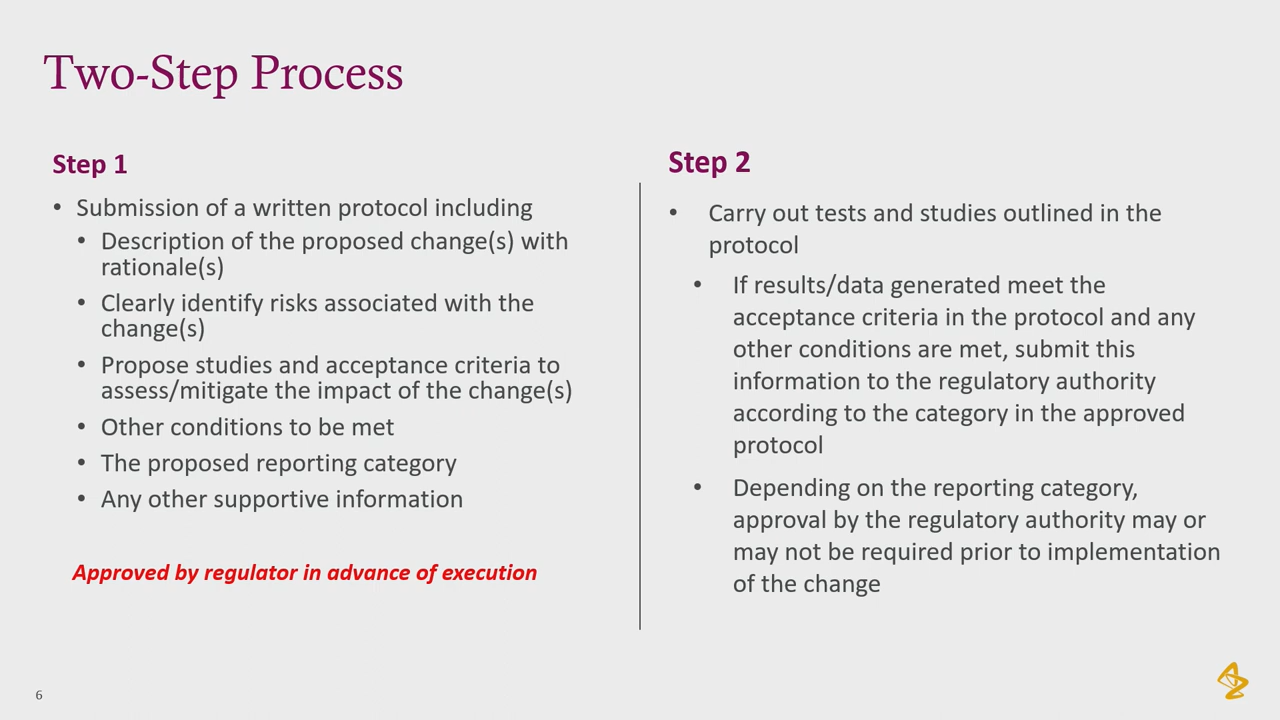 Two-Step Process
Step 1
• Submission of a written protocol including
• Description of the proposed change(s) with
rationale(s)
• Clearly identify risks associated with the
change(s)
• Propose studies and acceptance criteria to
assess/mitigate the impact of the change(s)
• Other conditions to be met
• The proposed reporting category
• Any other supportive information
Approved by regulator in advance of execution
Step 2
• Carry out tests and studies outlined in the
protocol
• If results/data generated meet the
acceptance criteria in the protocol and any
other conditions are met, submit this
information to the regulatory authority
according to the category in the approved
protocol
• Depending on the reporting category,
approval by the regulatory authority may or
may not be required prior to implementation
of the change
6